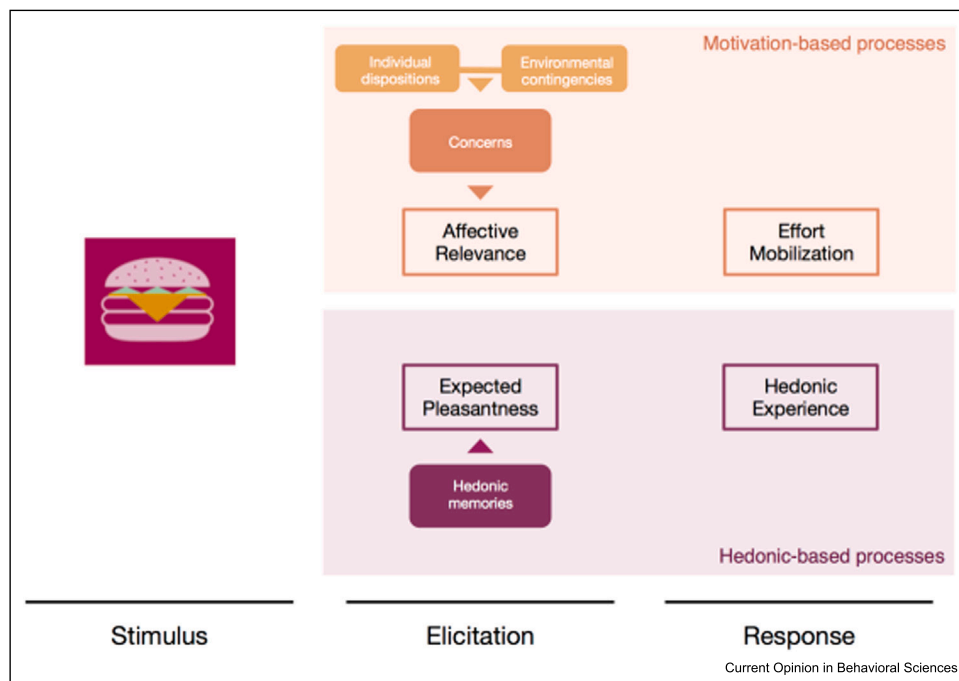 Motivation-based processes
Individual
dispositions
Environmental
contingencies
Concerns
Affective
Relevance
Effort
Mobilization
Expected
Pleasantness
Hedonic
Experience
Hedonic
memories
Hedonic-based processes
Stimulus
Elicitation
Response
Current Opinion in Behavioral Sciences